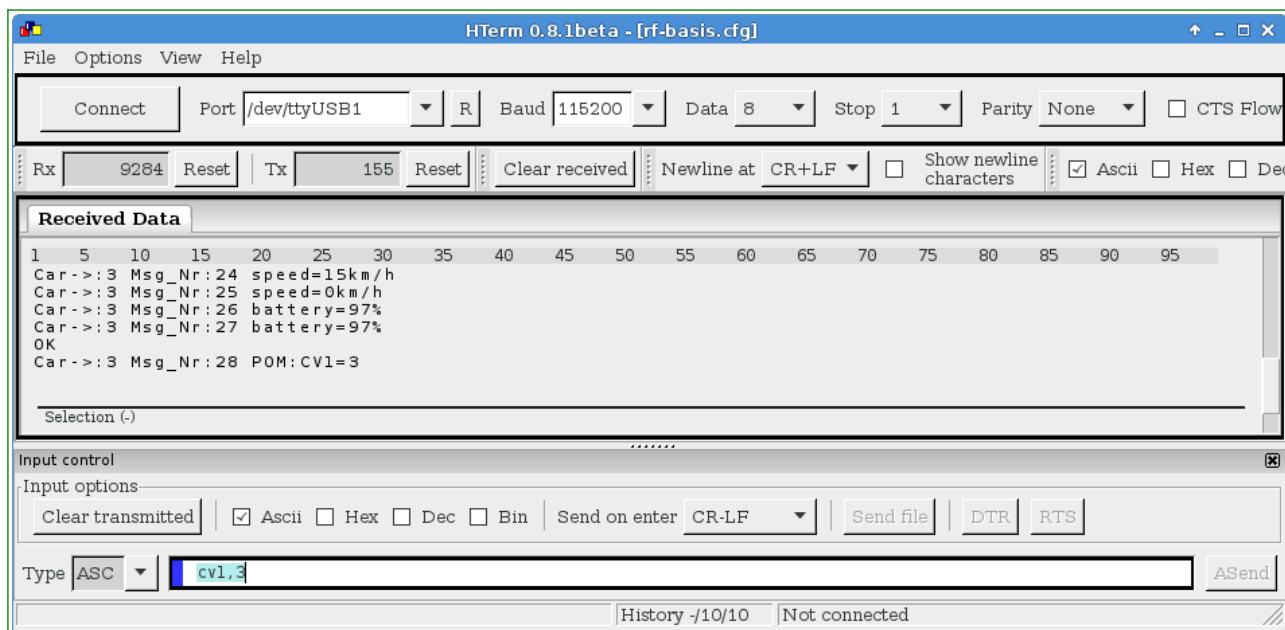 HTerm 0.8.1beta - [rf-basis.cfg]
File Options View Help
Connect Port /dev/ttyUSB1 R Baud 115200 Data 8 Stop 1 Parity None CTS Flow
Rx 9284 Reset Tx 155 Reset Clear received Newline at CR+LF Show newline characters Ascii Hex Dec
Received Data
1 5 10 15 20 25 30 35 40 45 50 55 60 65 70 75 80 85 90 95
Car->:3 Msg_Nr:24 speed=15km/h
Car->:3 Msg_Nr:25 speed=0km/h
Car->:3 Msg_Nr:26 battery=97%
Car->:3 Msg_Nr:27 battery=97%
OK
Car->:3 Msg_Nr:28 POM:CV1=3
Selection (-)
Input control
Input options
Clear transmitted Ascii Hex Dec Bin Send on enter CR-LF Send file DTR RTS
Type ASC cv1,3 ASend
History -/10/10 Not connected